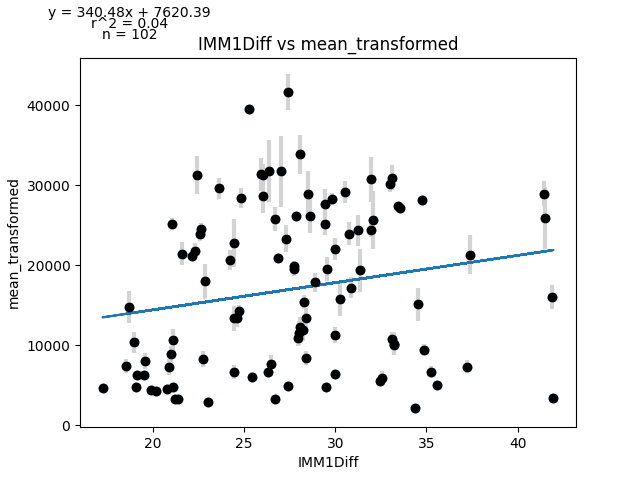 y = 340.48x + 7620.39
r^2 = 0.04
n = 102
IMM1Diff vs mean_transformed
40000
30000
20000
10000
0
mean_transformed
20
25
30
35
40
IMM1Diff